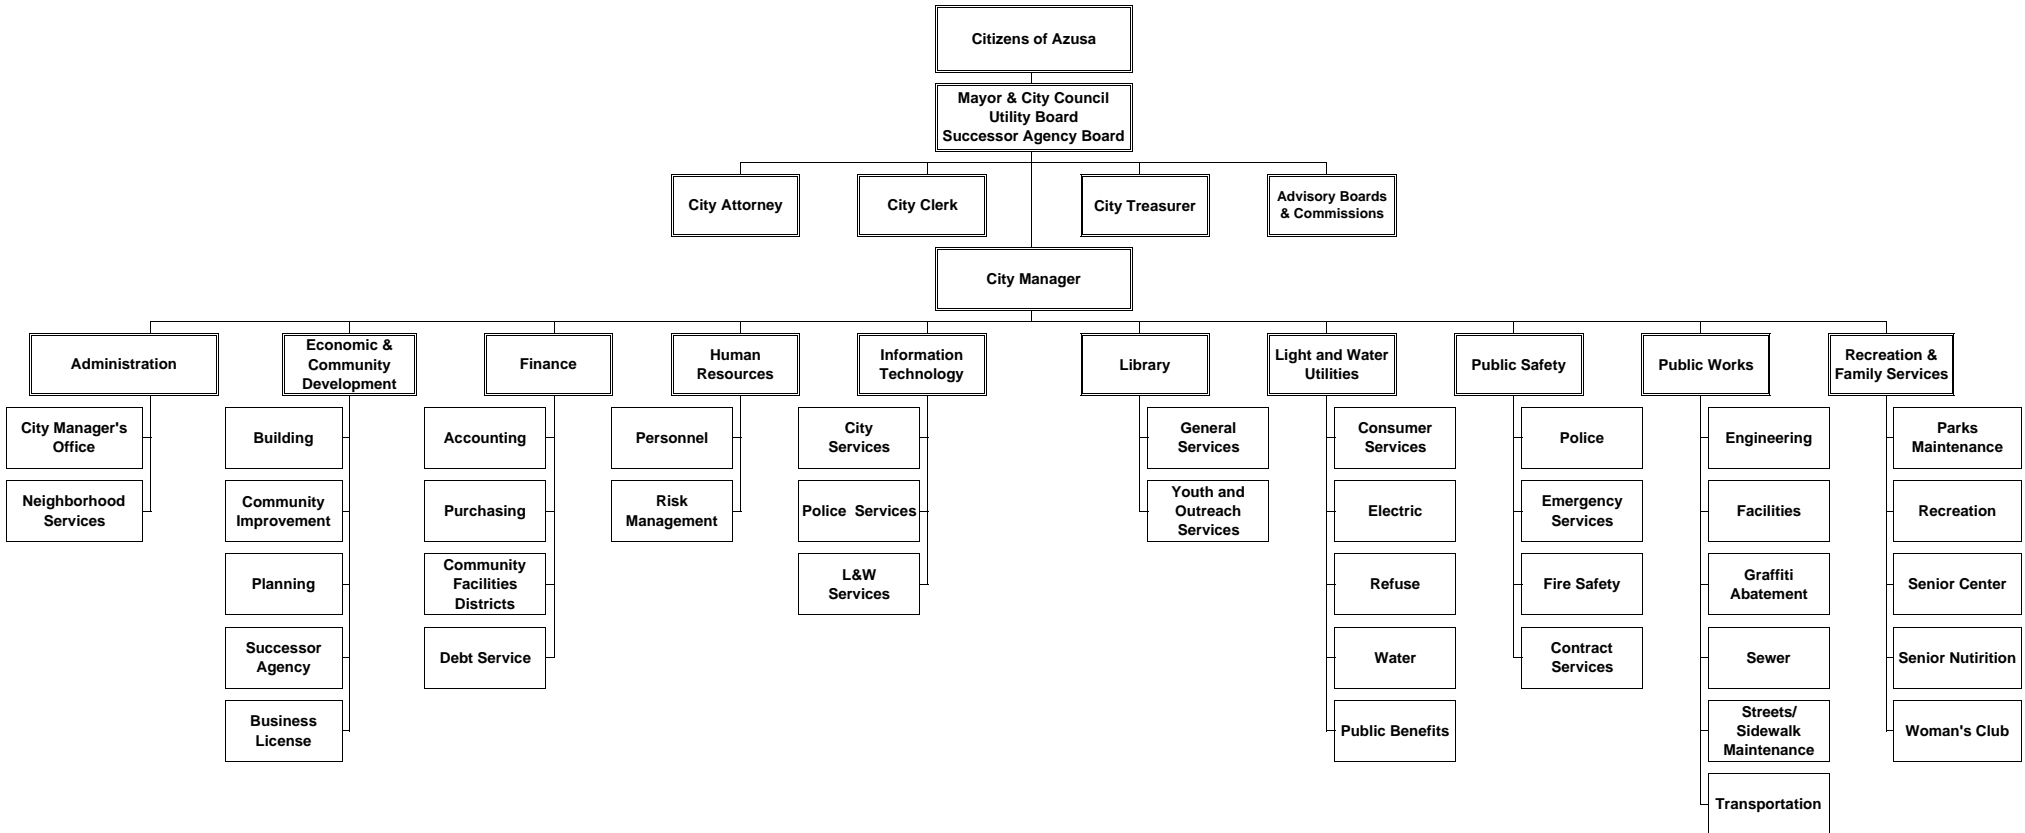 Citizens of Azusa
Mayor & City Council
Utility Board
Successor Agency Board
City Attorney
City Clerk
City Treasurer
Advisory Boards
& Commissions
City Manager
Administration
Economic &
Community
Development
Finance
Human
Resources
Information
Technology
Library
Light and Water
Utilities
Public Safety
Public Works
Recreation &
Family Services
City Manager's
Office
Neighborhood
Services
Building
Community
Improvement
Planning
Successor
Agency
Business
License
Accounting
Purchasing
Community
Facilities
Districts
Debt Service
Personnel
Risk
Management
City
Services
Police  Services
L&W
Services
General
Services
Youth and
Outreach
Services
Consumer
Services
Electric
Refuse
Water
Public Benefits
Police
Emergency
Services
Fire Safety
Contract
Services
Engineering
Facilities
Graffiti
Abatement
Sewer
Streets/
Sidewalk
Maintenance
Transportation
Parks
Maintenance
Recreation
Senior Center
Senior Nutirition
Woman's Club